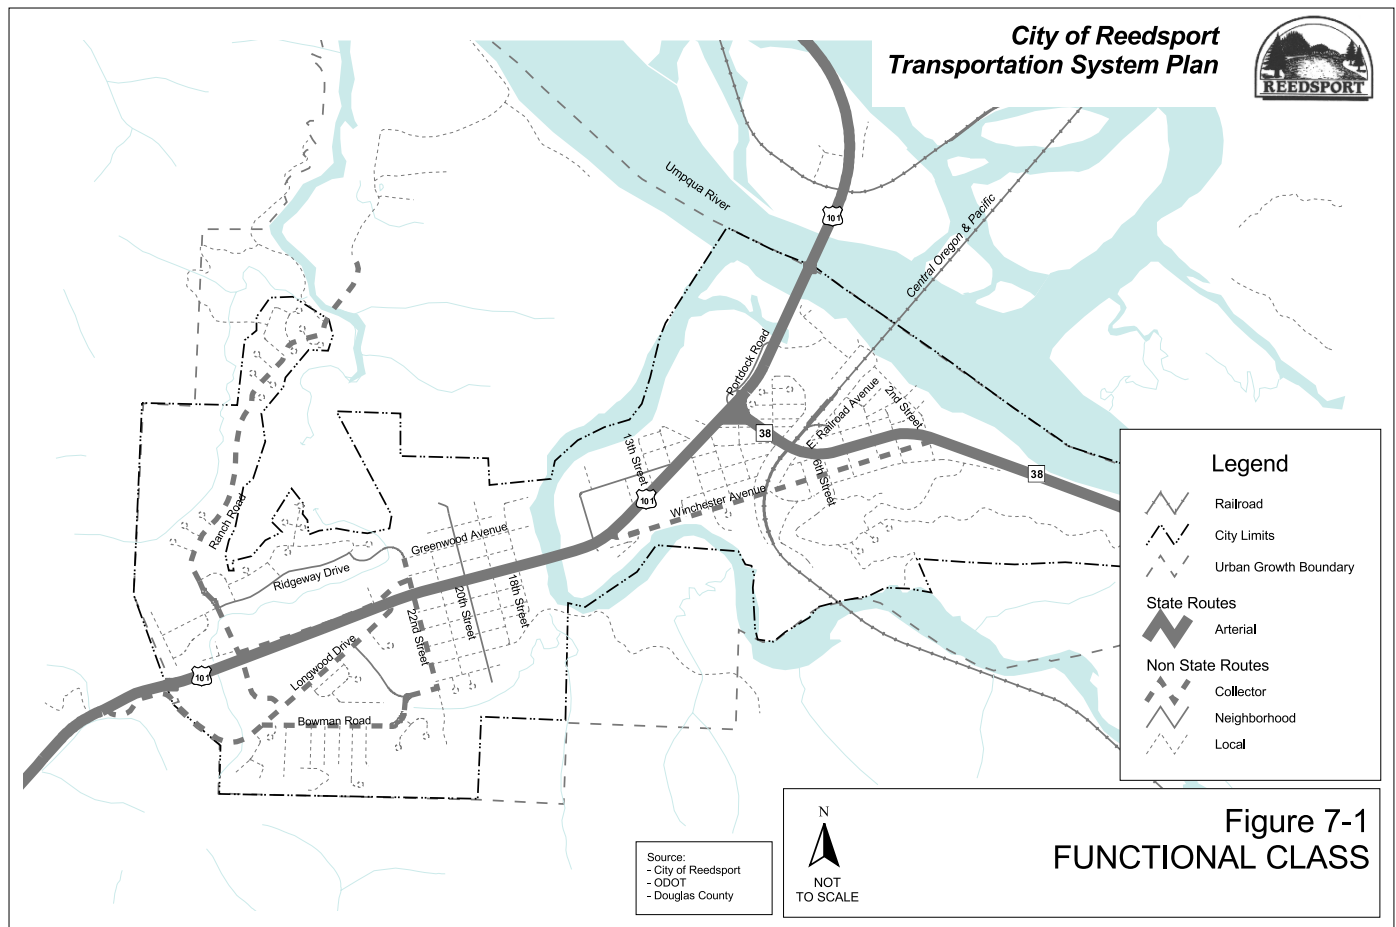 City of Reedsport
Transportation System Plan
REEDSPORT
Umpqua River
101
Central Oregon & Pacific
Portdock Road
E. Railroad Avenue
2nd Street
38
38
13th Street
6th Street
101
Winchester Avenue
Ranch Road
Greenwood Avenue
Ridgeway Drive
18th Street
20th Street
22nd Street
Longwood Drive
101
Bowman Road
Legend
Railroad
City Limits
Urban Growth Boundary
State Routes
Arterial
Non State Routes
Collector
Neighborhood
Local
Source:
- City of Reedsport
- ODOT
- Douglas County
N
NOT
TO SCALE
Figure 7-1
FUNCTIONAL CLASS